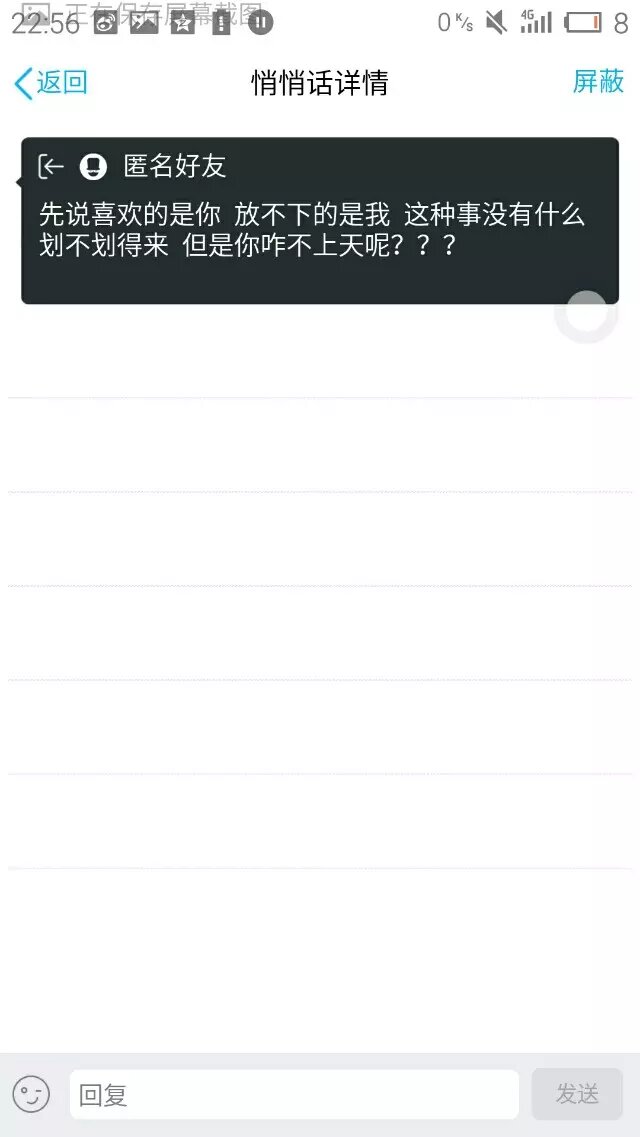 正在保存屏幕截图
22:56 0 K/s 4G 8
返回 悄悄话详情 屏蔽
匿名好友
先说喜欢的是你 放不下的是我 这种事没有什么
划不划得来 但是你咋不上天呢？？？
回复 发送